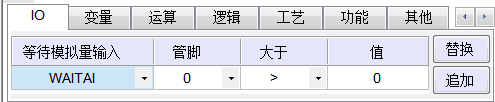 IO 变量 运算 逻辑 工艺 功能 其他
等待模拟量输入 管脚 大于 值 替换
WAITAI 0 > 0 追加